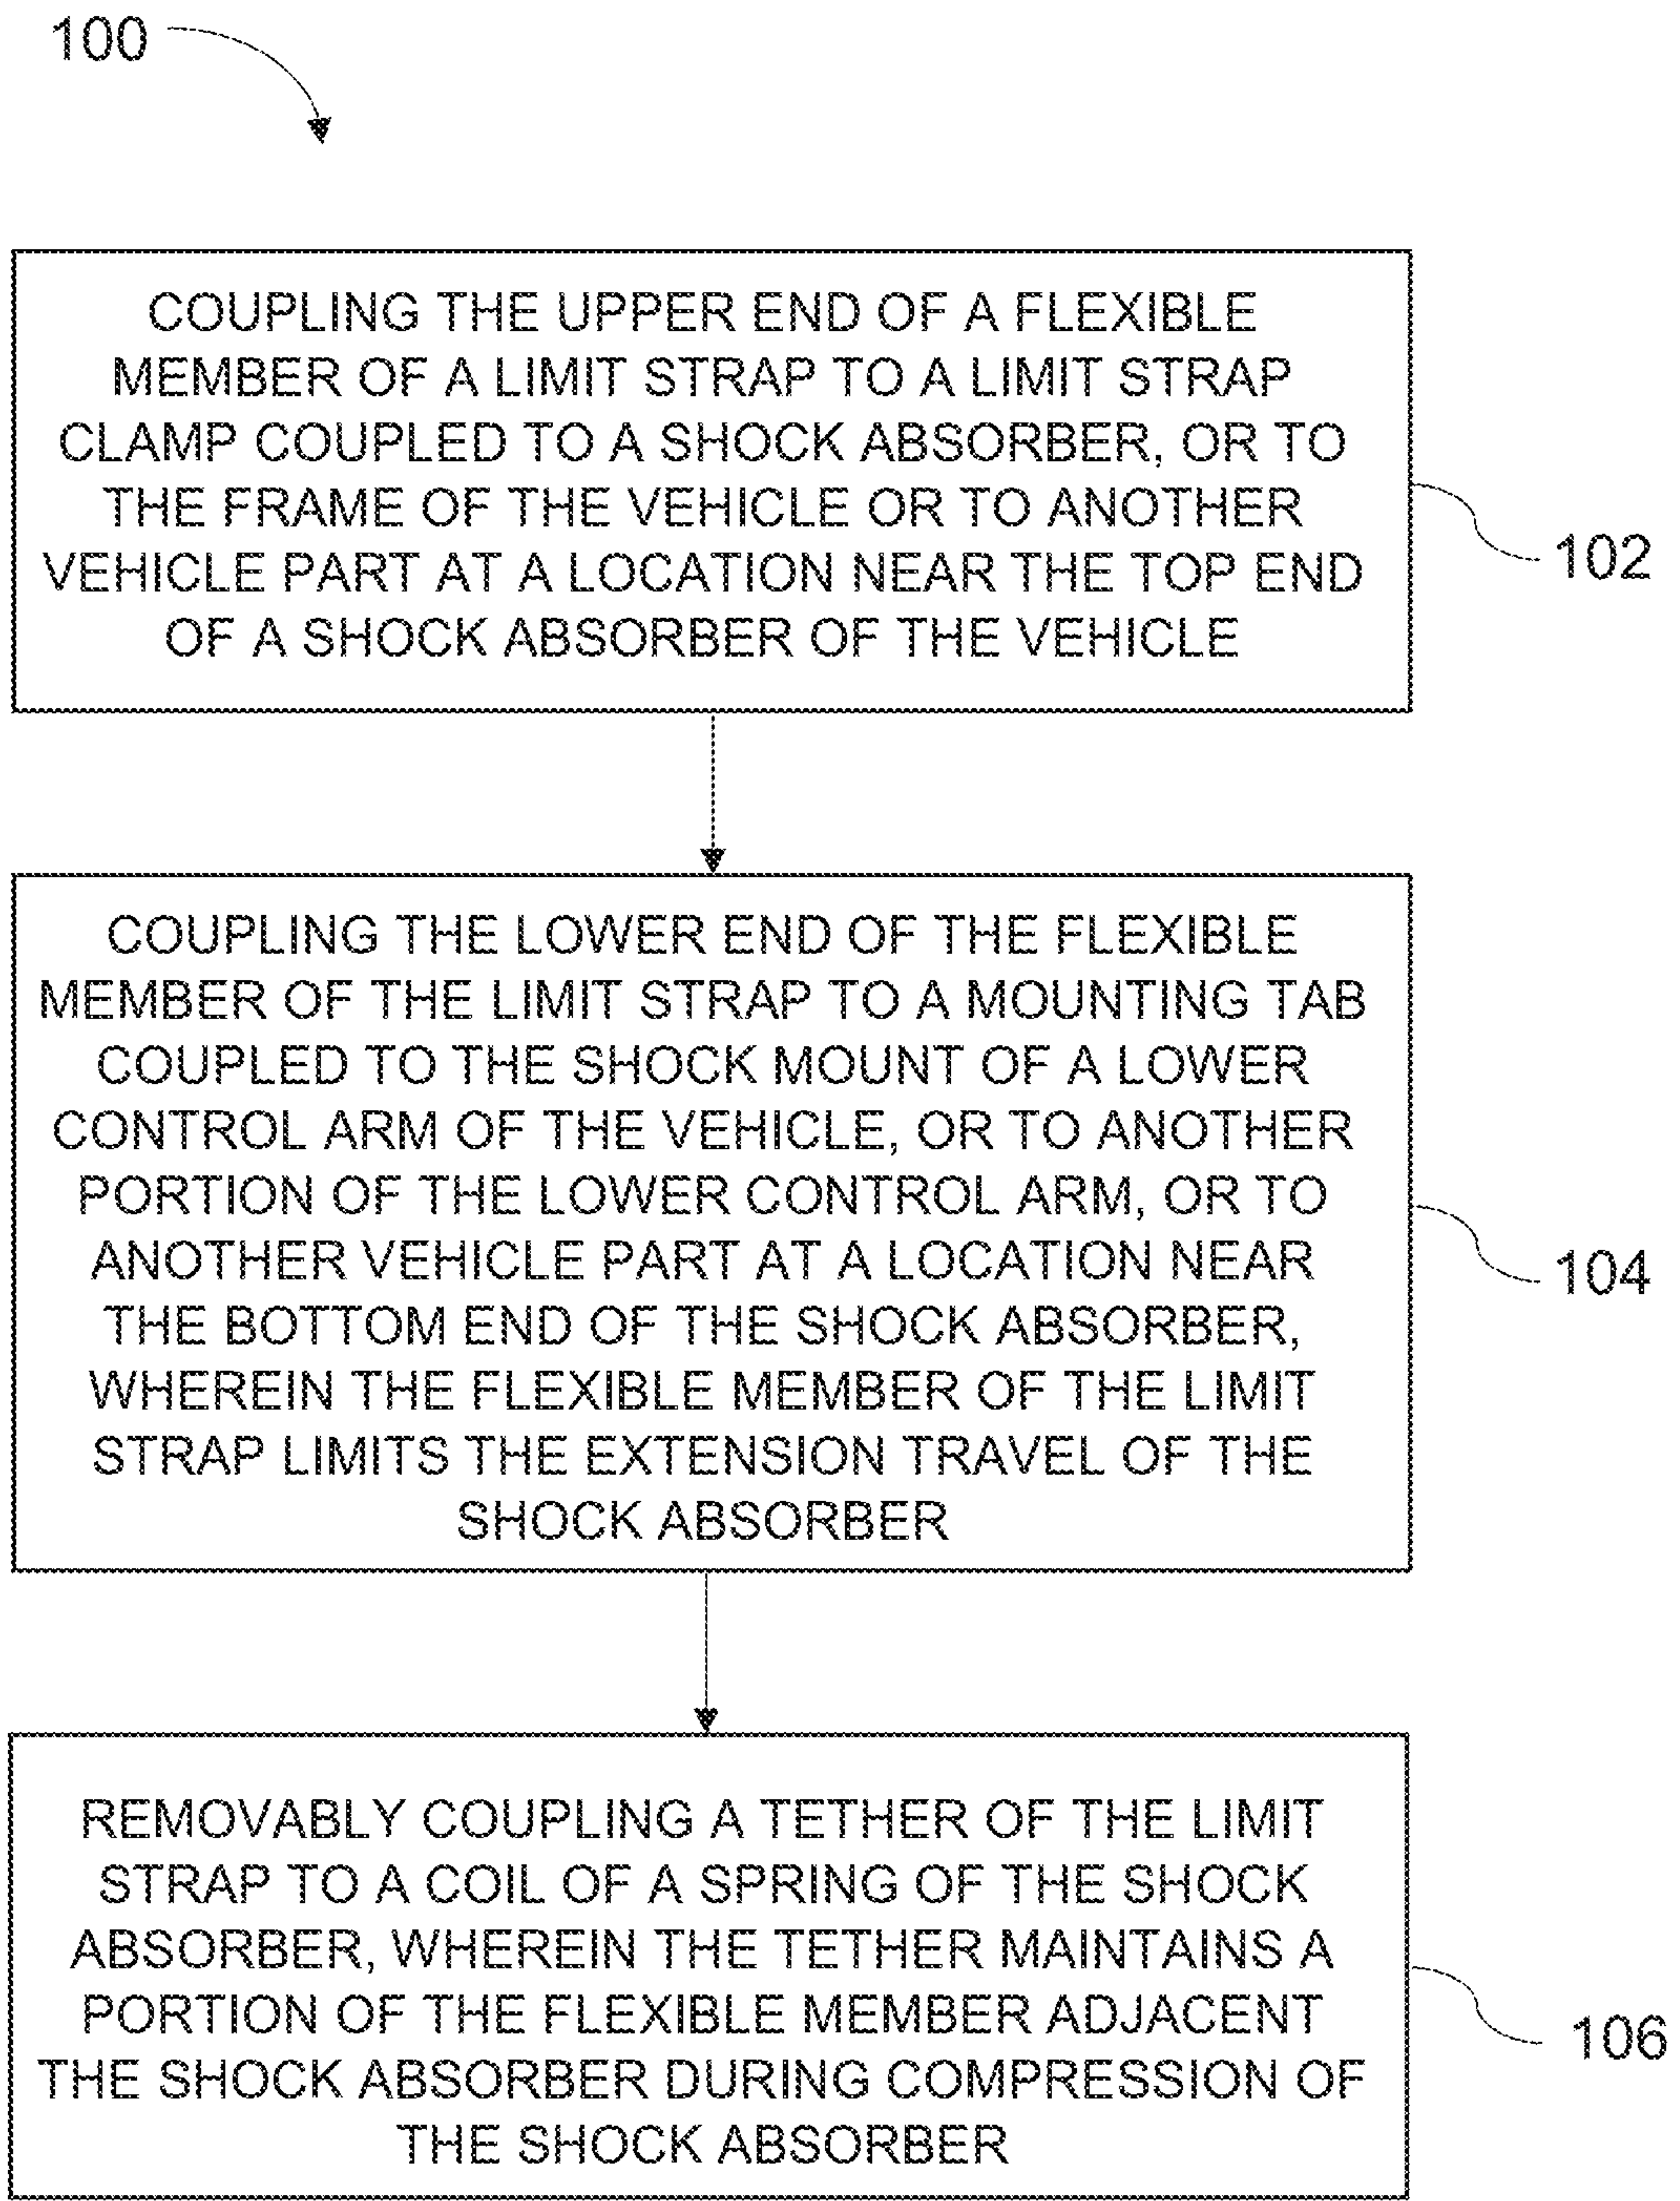 100
COUPLING THE UPPER END OF A FLEXIBLE
MEMBER OF A LIMIT STRAP TO A LIMIT STRAP
CLAMP COUPLED TO A SHOCK ABSORBER, OR TO
THE FRAME OF THE VEHICLE OR TO ANOTHER
VEHICLE PART AT A LOCATION NEAR THE TOP END
OF A SHOCK ABSORBER OF THE VEHICLE
102
COUPLING THE LOWER END OF THE FLEXIBLE
MEMBER OF THE LIMIT STRAP TO A MOUNTING TAB
COUPLED TO THE SHOCK MOUNT OF A LOWER
CONTROL ARM OF THE VEHICLE, OR TO ANOTHER
PORTION OF THE LOWER CONTROL ARM, OR TO
ANOTHER VEHICLE PART AT A LOCATION NEAR
THE BOTTOM END OF THE SHOCK ABSORBER,
WHEREIN THE FLEXIBLE MEMBER OF THE LIMIT
STRAP LIMITS THE EXTENSION TRAVEL OF THE
SHOCK ABSORBER
104
REMOVABLY COUPLING A TETHER OF THE LIMIT
STRAP TO A COIL OF A SPRING OF THE SHOCK
ABSORBER, WHEREIN THE TETHER MAINTAINS A
PORTION OF THE FLEXIBLE MEMBER ADJACENT
THE SHOCK ABSORBER DURING COMPRESSION OF
THE SHOCK ABSORBER
106